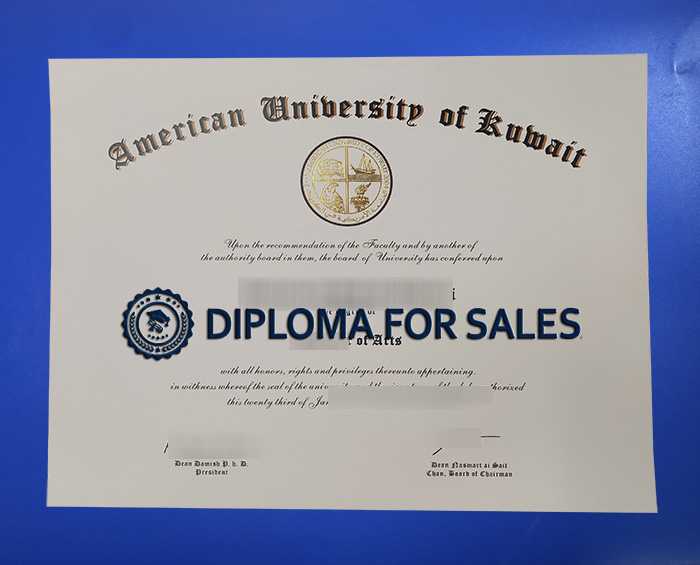 American University of Kuwait
Upon the recommendation of the Faculty and by another of
the authority board in them, the board of University has conferred upon
i
DIPLOMA FOR SALES
of Arts
with all honors, rights and privileges thereunto appertaining.
in witness whereof the seal of the
this twenty third of
Dean Damish P. h. D.
President
Dean Nasmart ai Sait
Chan, Board of Chairman